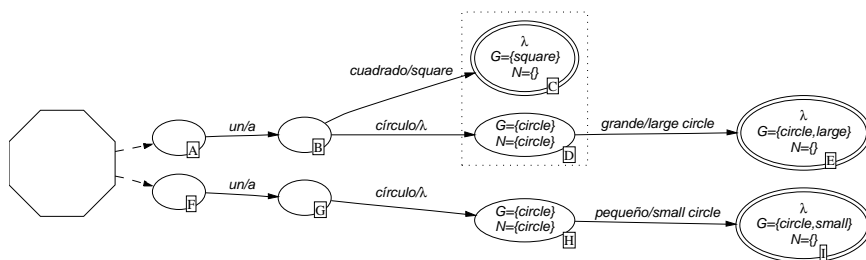 λ
G={square}
N={}
C
cuadrado/square
un/a
A
B
círculo/λ
G={circle}
N={circle}
D
grande/large circle
λ
G={circle,large}
N={}
E
un/a
F
G
círculo/λ
G={circle}
N={circle}
H
pequeño/small circle
λ
G={circle,small}
N={}
I